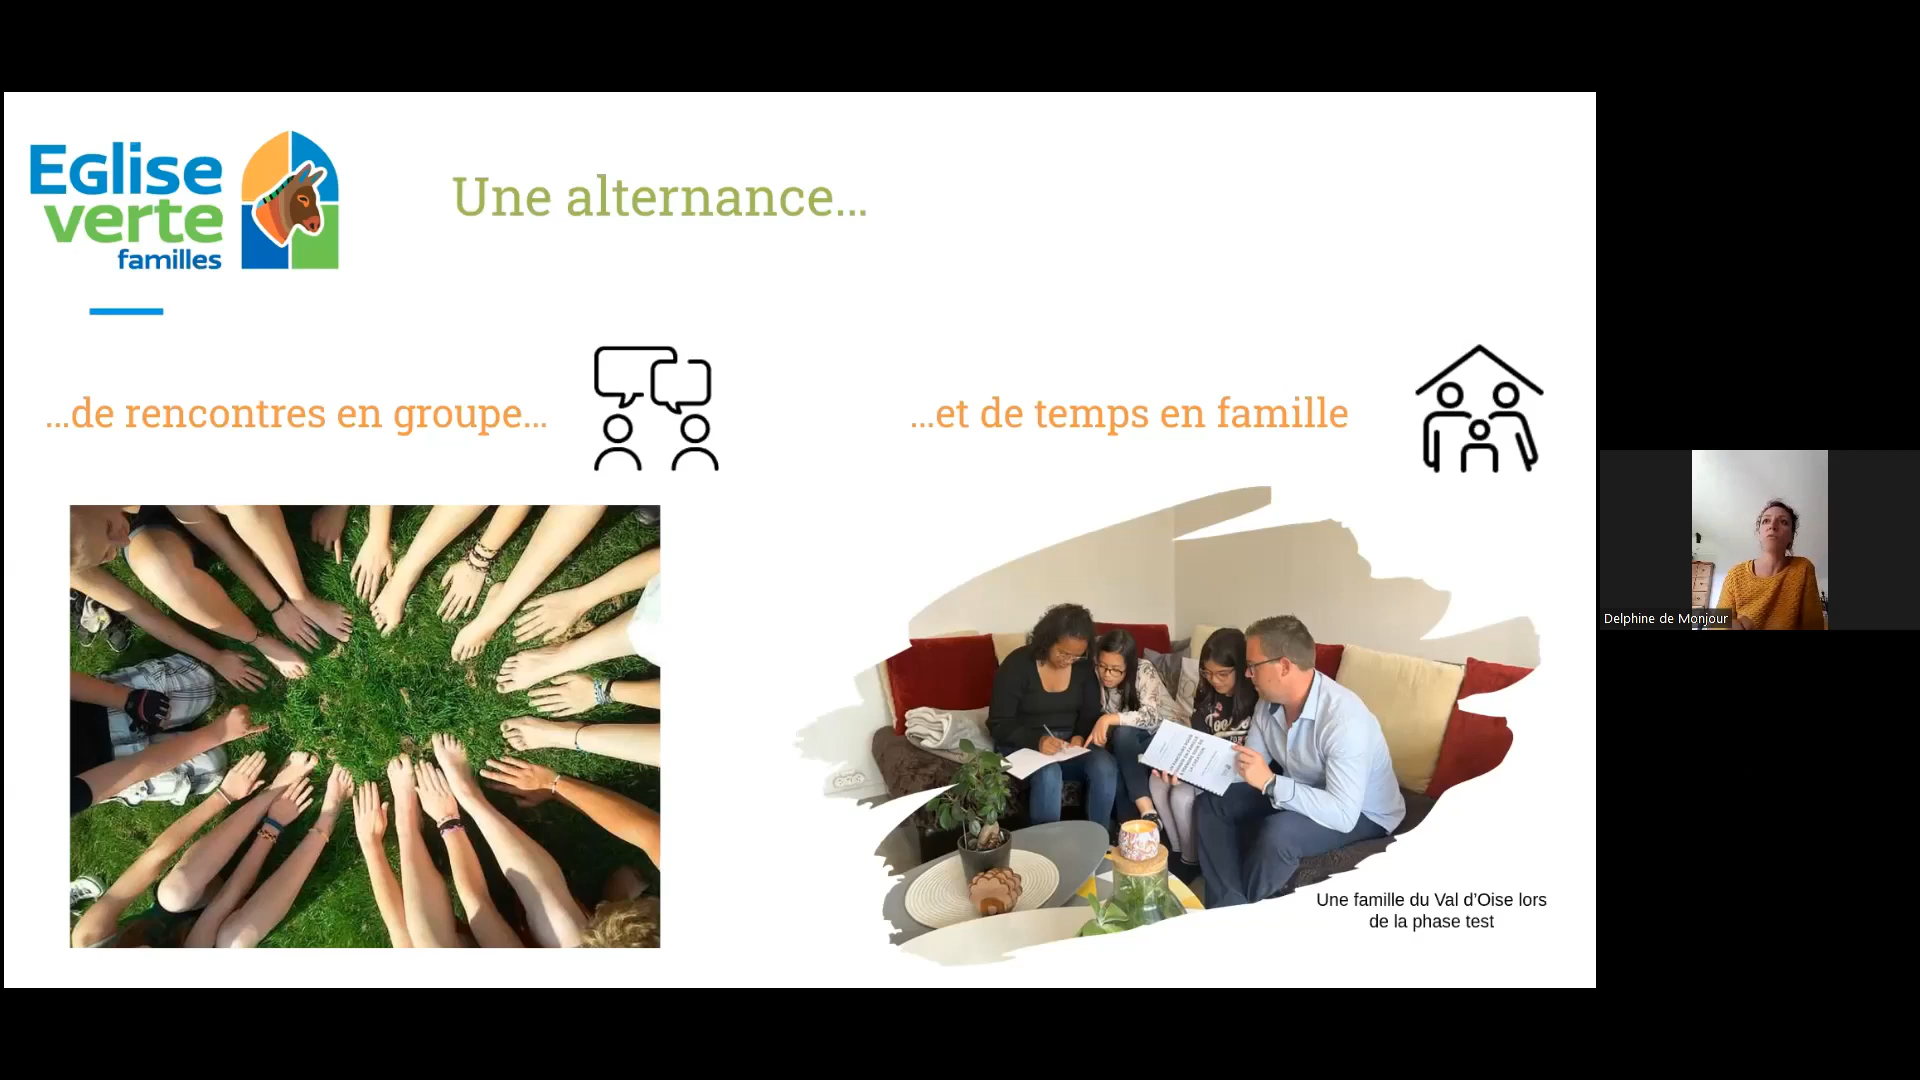 Eglise
verte
familles
Une alternance...
...de rencontres en groupe...
...et de temps en famille
Une famille du Val d'Oise lors
de la phase test
Delphine de Monjour